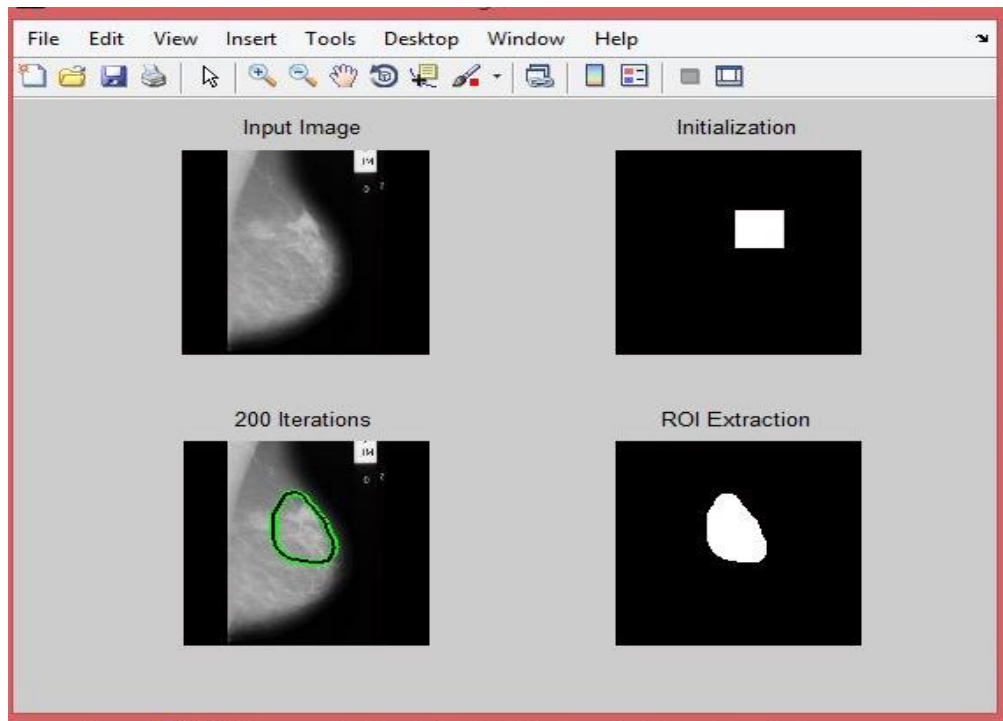 File Edit View Insert Tools Desktop Window Help
Input Image
Initialization
200 Iterations
ROI Extraction